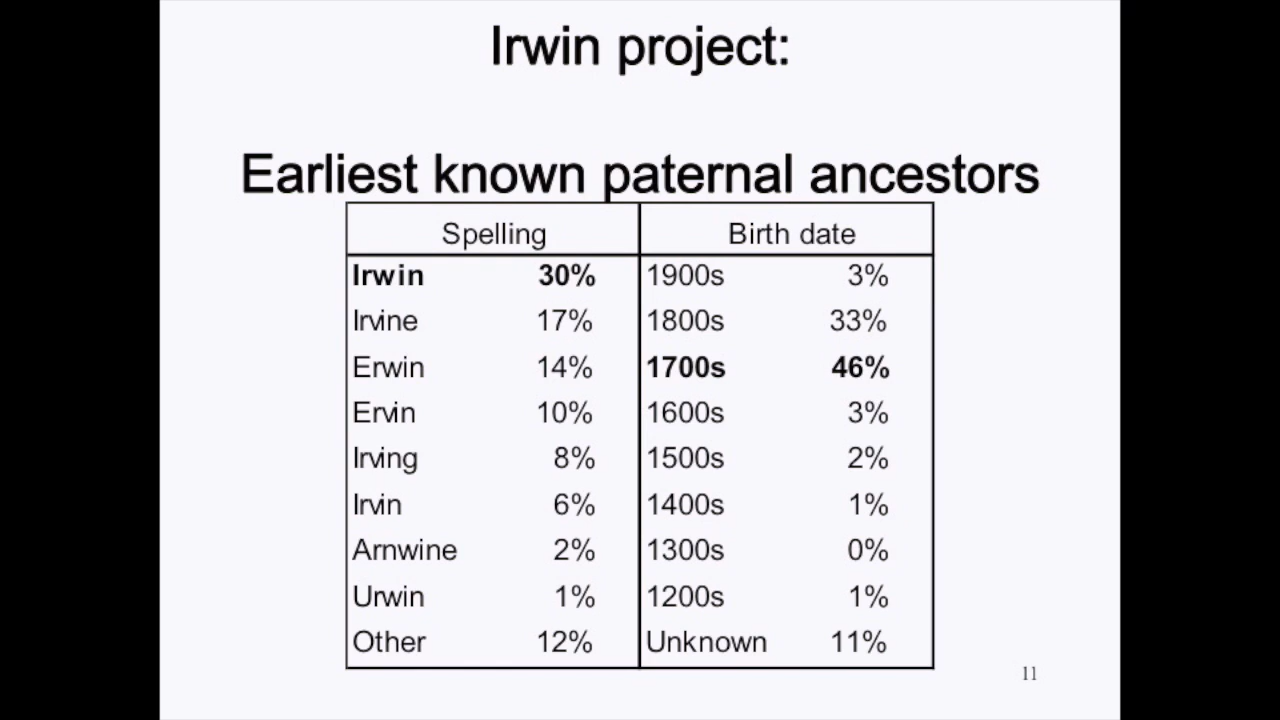 Irwin project:
Earliest known paternal ancestors
Spelling Birth date
Irwin 30% 1900s 3%
Irvine 17% 1800s 33%
Erwin 14% 1700s 46%
Ervin 10% 1600s 3%
Irving 8% 1500s 2%
Irvin 6% 1400s 1%
Arnwine 2% 1300s 0%
Urwin 1% 1200s 1%
Other 12% Unknown 11%
11